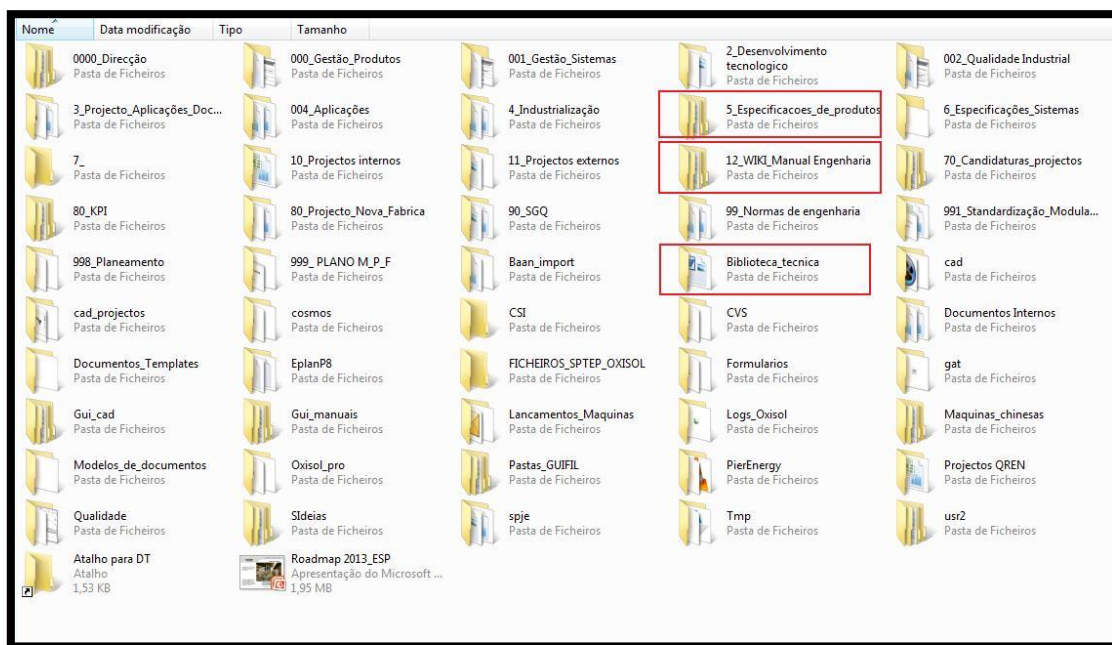 Nome Data modificação Tipo Tamanho
0000_Direcção
Pasta de Ficheiros
000_Gestão_Produtos
Pasta de Ficheiros
001_Gestão_Sistemas
Pasta de Ficheiros
2_Desenvolvimento
tecnologico
Pasta de Ficheiros
002_Qualidade Industrial
Pasta de Ficheiros
3_Projecto_Aplicações_Doc...
Pasta de Ficheiros
004_Aplicações
Pasta de Ficheiros
4_Industrialização
Pasta de Ficheiros
5_Especificacoes_de_produtos
Pasta de Ficheiros
6_Especificações_Sistemas
Pasta de Ficheiros
7_
Pasta de Ficheiros
10_Projectos internos
Pasta de Ficheiros
11_Projectos externos
Pasta de Ficheiros
12_WIKI_Manual Engenharia
Pasta de Ficheiros
70_Candidaturas_projectos
Pasta de Ficheiros
80_KPI
Pasta de Ficheiros
80_Projecto_Nova_Fabrica
Pasta de Ficheiros
90_SGQ
Pasta de Ficheiros
99_Normas de engenharia
Pasta de Ficheiros
991_Standardização_Modula...
Pasta de Ficheiros
998_Planeamento
Pasta de Ficheiros
999_ PLANO M_P_F
Pasta de Ficheiros
Baan_import
Pasta de Ficheiros
Biblioteca_tecnica
Pasta de Ficheiros
cad
Pasta de Ficheiros
cad_projectos
Pasta de Ficheiros
cosmos
Pasta de Ficheiros
CSI
Pasta de Ficheiros
CVS
Pasta de Ficheiros
Documentos Internos
Pasta de Ficheiros
Documentos_Templates
Pasta de Ficheiros
EplanP8
Pasta de Ficheiros
FICHEIROS_SPTEP_OXISOL
Pasta de Ficheiros
Formularios
Pasta de Ficheiros
gat
Pasta de Ficheiros
Gui_cad
Pasta de Ficheiros
Gui_manuais
Pasta de Ficheiros
Lancamentos_Maquinas
Pasta de Ficheiros
Logs_Oxisol
Pasta de Ficheiros
Maquinas_chinesas
Pasta de Ficheiros
Modelos_de_documentos
Pasta de Ficheiros
Oxisol_pro
Pasta de Ficheiros
Pastas_GUIFIL
Pasta de Ficheiros
PierEnergy
Pasta de Ficheiros
Projectos QREN
Pasta de Ficheiros
Qualidade
Pasta de Ficheiros
SIdeias
Pasta de Ficheiros
spje
Pasta de Ficheiros
Tmp
Pasta de Ficheiros
usr2
Pasta de Ficheiros
Atalho para DT
Atalho
1,53 KB
Roadmap 2013_ESP
Apresentação do Microsoft ...
1,95 MB